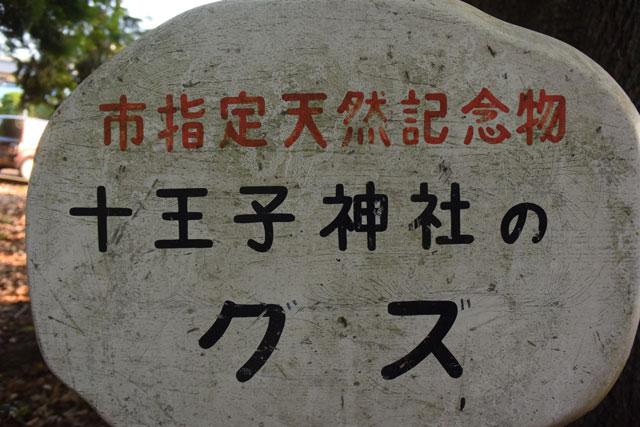 市指定天然記念物
十王子神社の
クズ